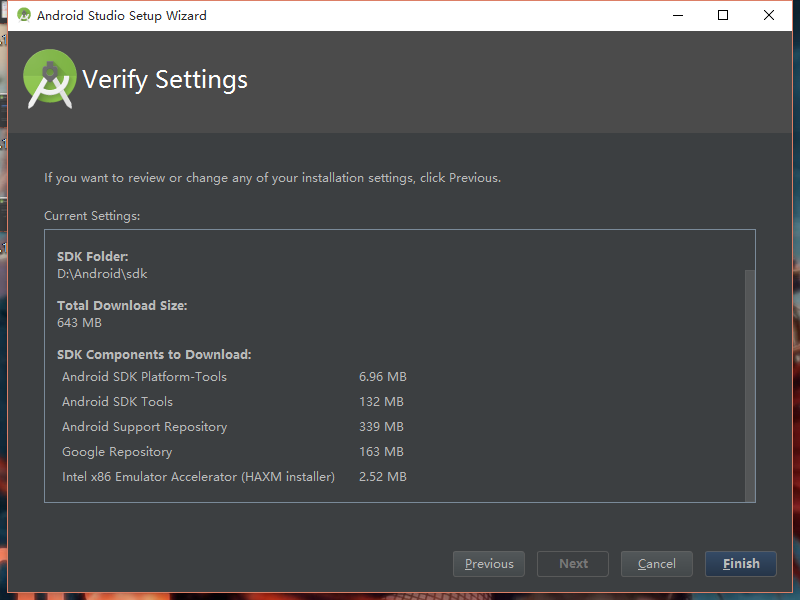 Android Studio Setup Wizard
Verify Settings
If you want to review or change any of your installation settings, click Previous.
Current Settings:
SDK Folder:
D:\Android\sdk
Total Download Size:
643 MB
SDK Components to Download:
Android SDK Platform-Tools 6.96 MB
Android SDK Tools 132 MB
Android Support Repository 339 MB
Google Repository 163 MB
Intel x86 Emulator Accelerator (HAXM installer) 2.52 MB
Previous Next Cancel Finish